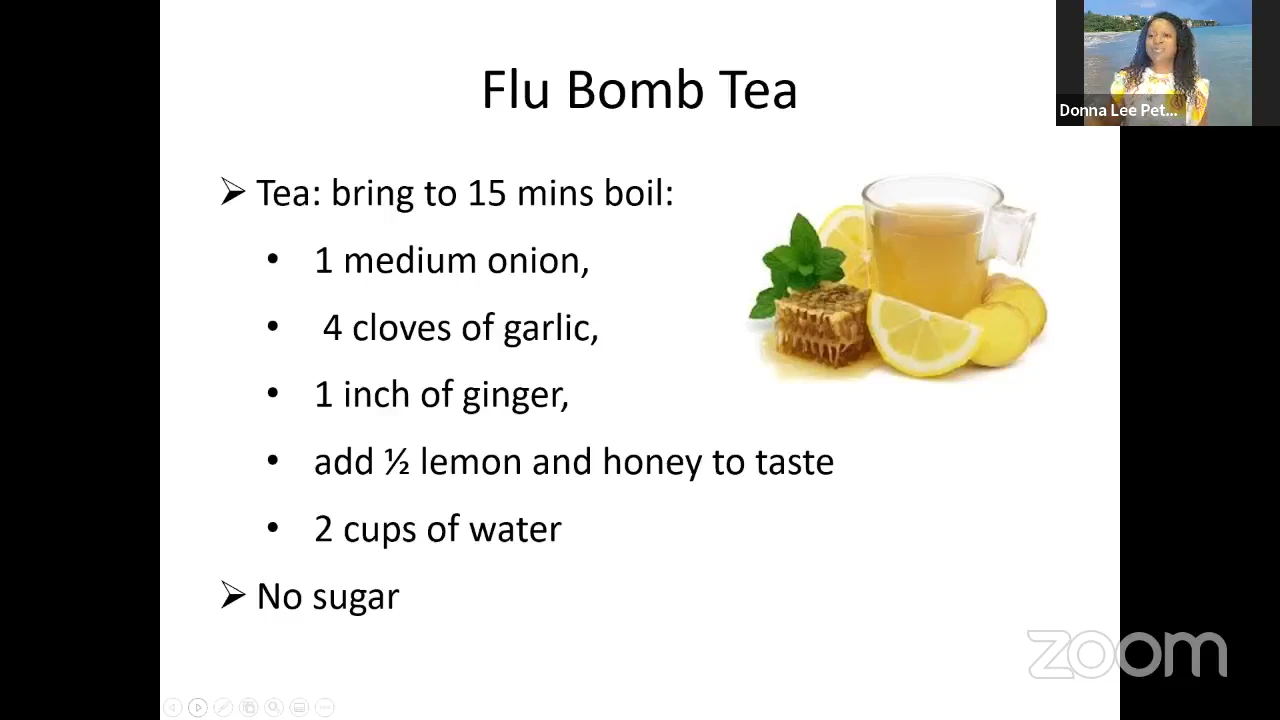 Flu Bomb Tea
Donna Lee Pet...
➢ Tea: bring to 15 mins boil:
• 1 medium onion,
• 4 cloves of garlic,
• 1 inch of ginger,
• add ½ lemon and honey to taste
• 2 cups of water
➢ No sugar
zoom